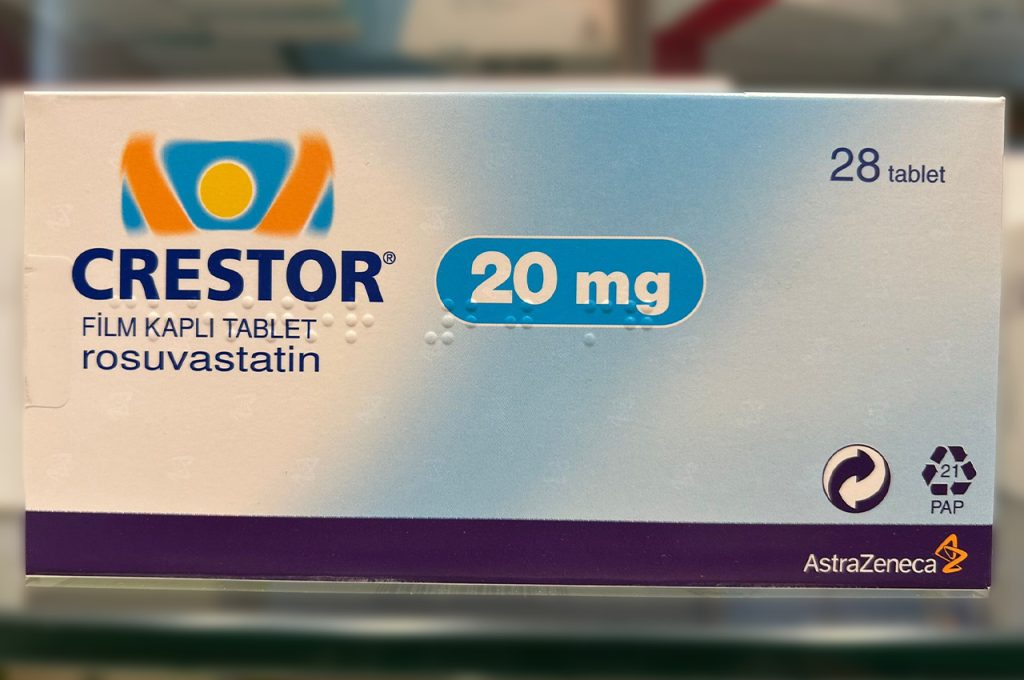 28 tablet
CRESTOR®
20 mg
FİLM KAPLI TABLET
rosuvastatin
21
PAP
AstraZeneca